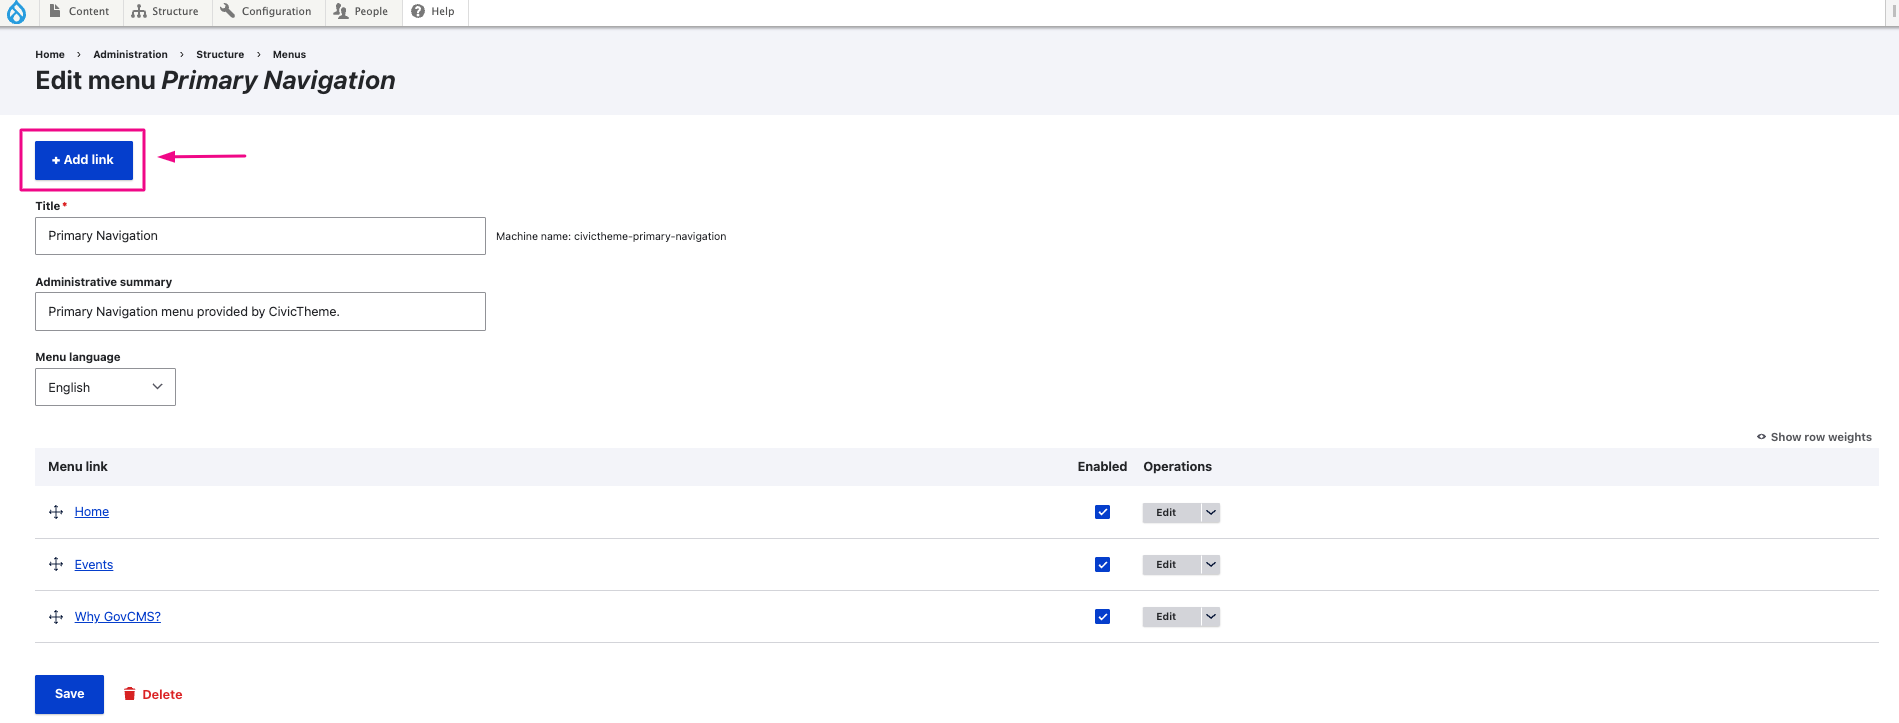 Content Structure Configuration People Help
Home › Administration › Structure › Menus
Edit menu Primary Navigation
+ Add link
Title*
Primary Navigation Machine name: civictheme-primary-navigation
Administrative summary
Primary Navigation menu provided by CivicTheme.
Menu language
English
Show row weights
Menu link Enabled Operations
Home Edit
Events Edit
Why GovCMS? Edit
Save Delete